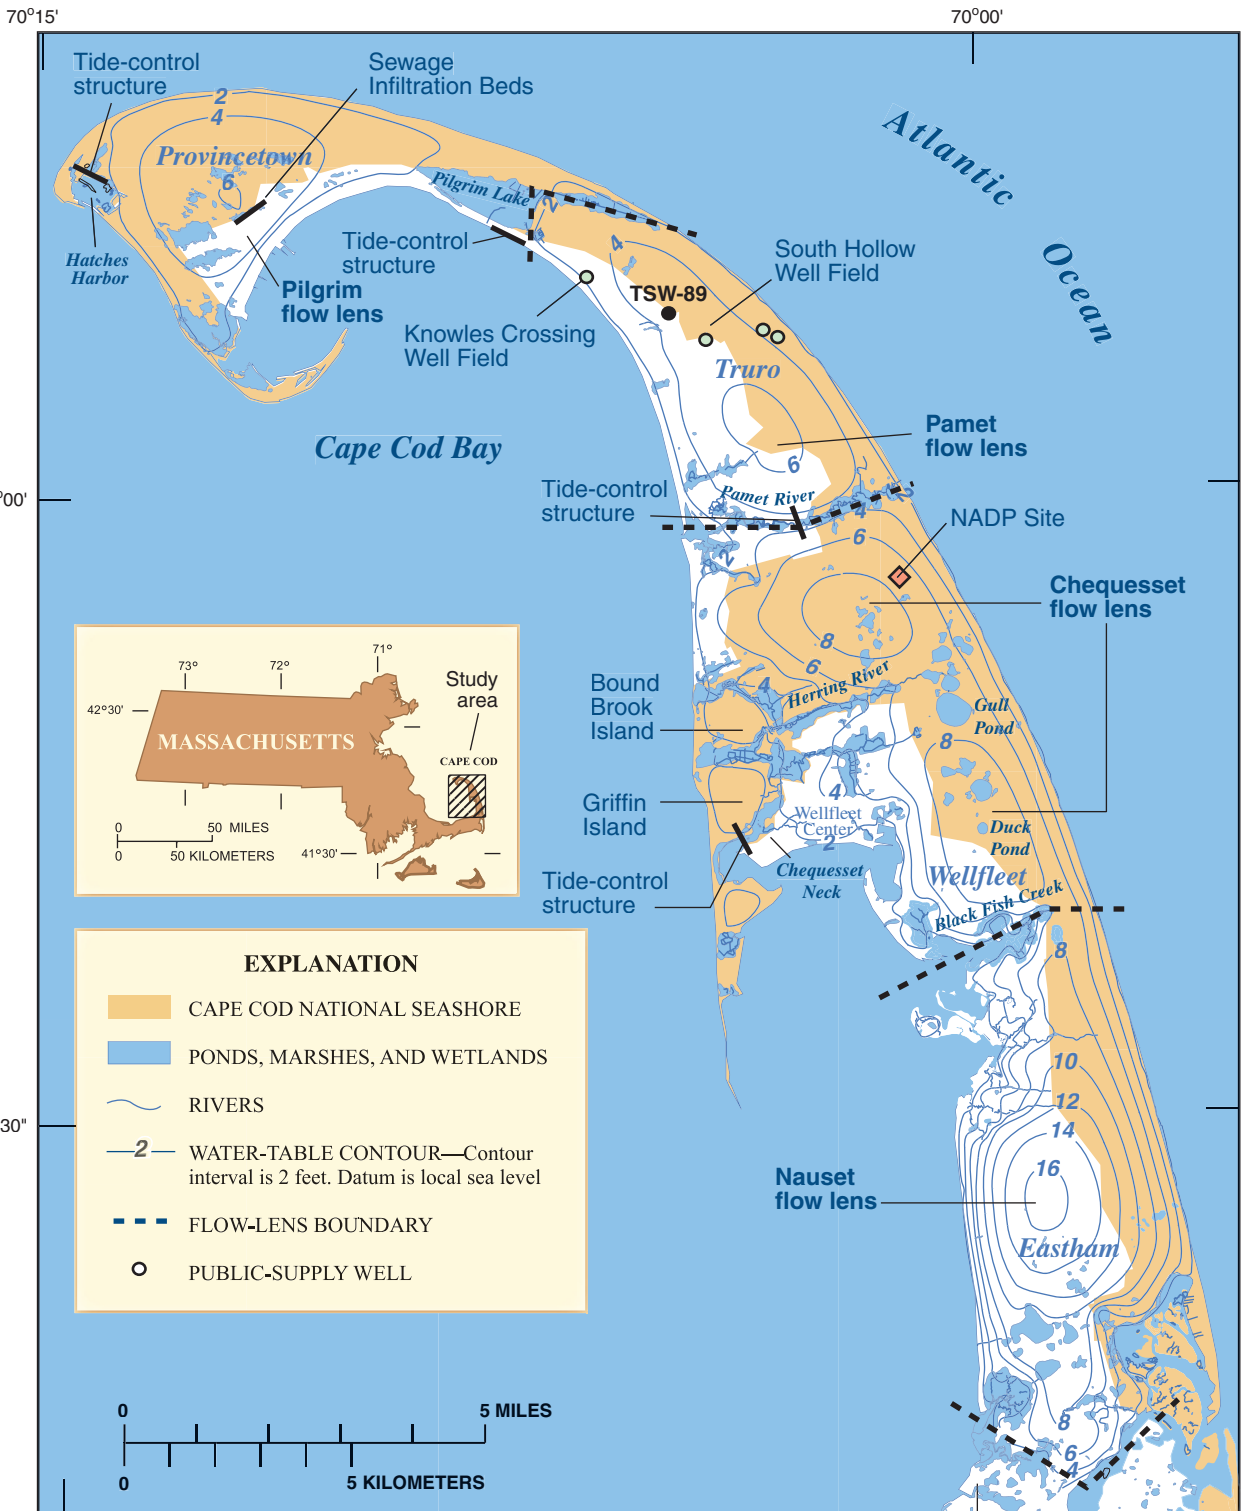 70°15'
70°00'
Tide-control
structure
Sewage
Infiltration Beds
2
4
Provincetown
6
Hatches
Harbor
Pilgrim Lake
Tide-control
structure
Pilgrim
flow lens
Atlantic
Ocean
2
4
TSW-89
South Hollow
Well Field
Knowles Crossing
Well Field
Truro
Cape Cod Bay
Pamet
flow lens
6
Tide-control
structure
Pamet River
2
4
NADP Site
°00'
2
6
Chequesset
flow lens
8
6
4
Herring River
Bound
Brook
Island
Gull
Pond
8
Griffin
Island
4
Wellfleet
Center
2
Duck
Pond
Chequesset
Neck
Wellfleet
Tide-control
structure
Black Fish Creek
8
10
12
14
16
Nauset
flow lens
Eastham
8
6
4
30"
73°
72°
71°
42°30'
Study
area
MASSACHUSETTS
CAPE COD
0
50 MILES
0
50 KILOMETERS
41°30'
EXPLANATION
CAPE COD NATIONAL SEASHORE
PONDS, MARSHES, AND WETLANDS
RIVERS
2
WATER-TABLE CONTOUR—Contour
interval is 2 feet. Datum is local sea level
FLOW-LENS BOUNDARY
PUBLIC-SUPPLY WELL
0
5 MILES
0
5 KILOMETERS